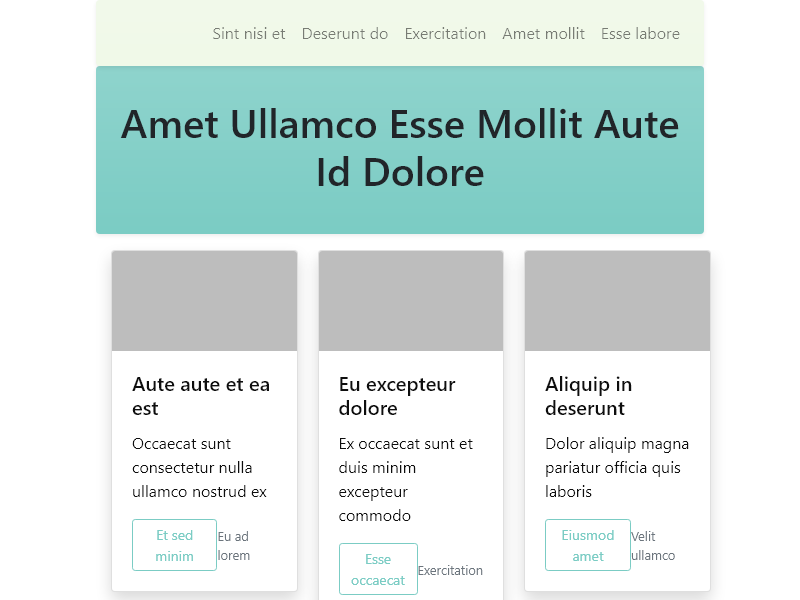 Sint nisi et Deserunt do Exercitation Amet mollit Esse labore
Amet Ullamco Esse Mollit Aute
Id Dolore
Aute aute et ea
est
Occaecat sunt
consectetur nulla
ullamco nostrud ex
Et sed
minim
Eu ad
lorem
Eu excepteur
dolore
Ex occaecat sunt et
duis minim
excepteur
commodo
Esse
occaecat
Exercitation
Aliquip in
deserunt
Dolor aliquip magna
pariatur officia quis
laboris
Eiusmod
amet
Velit
ullamco